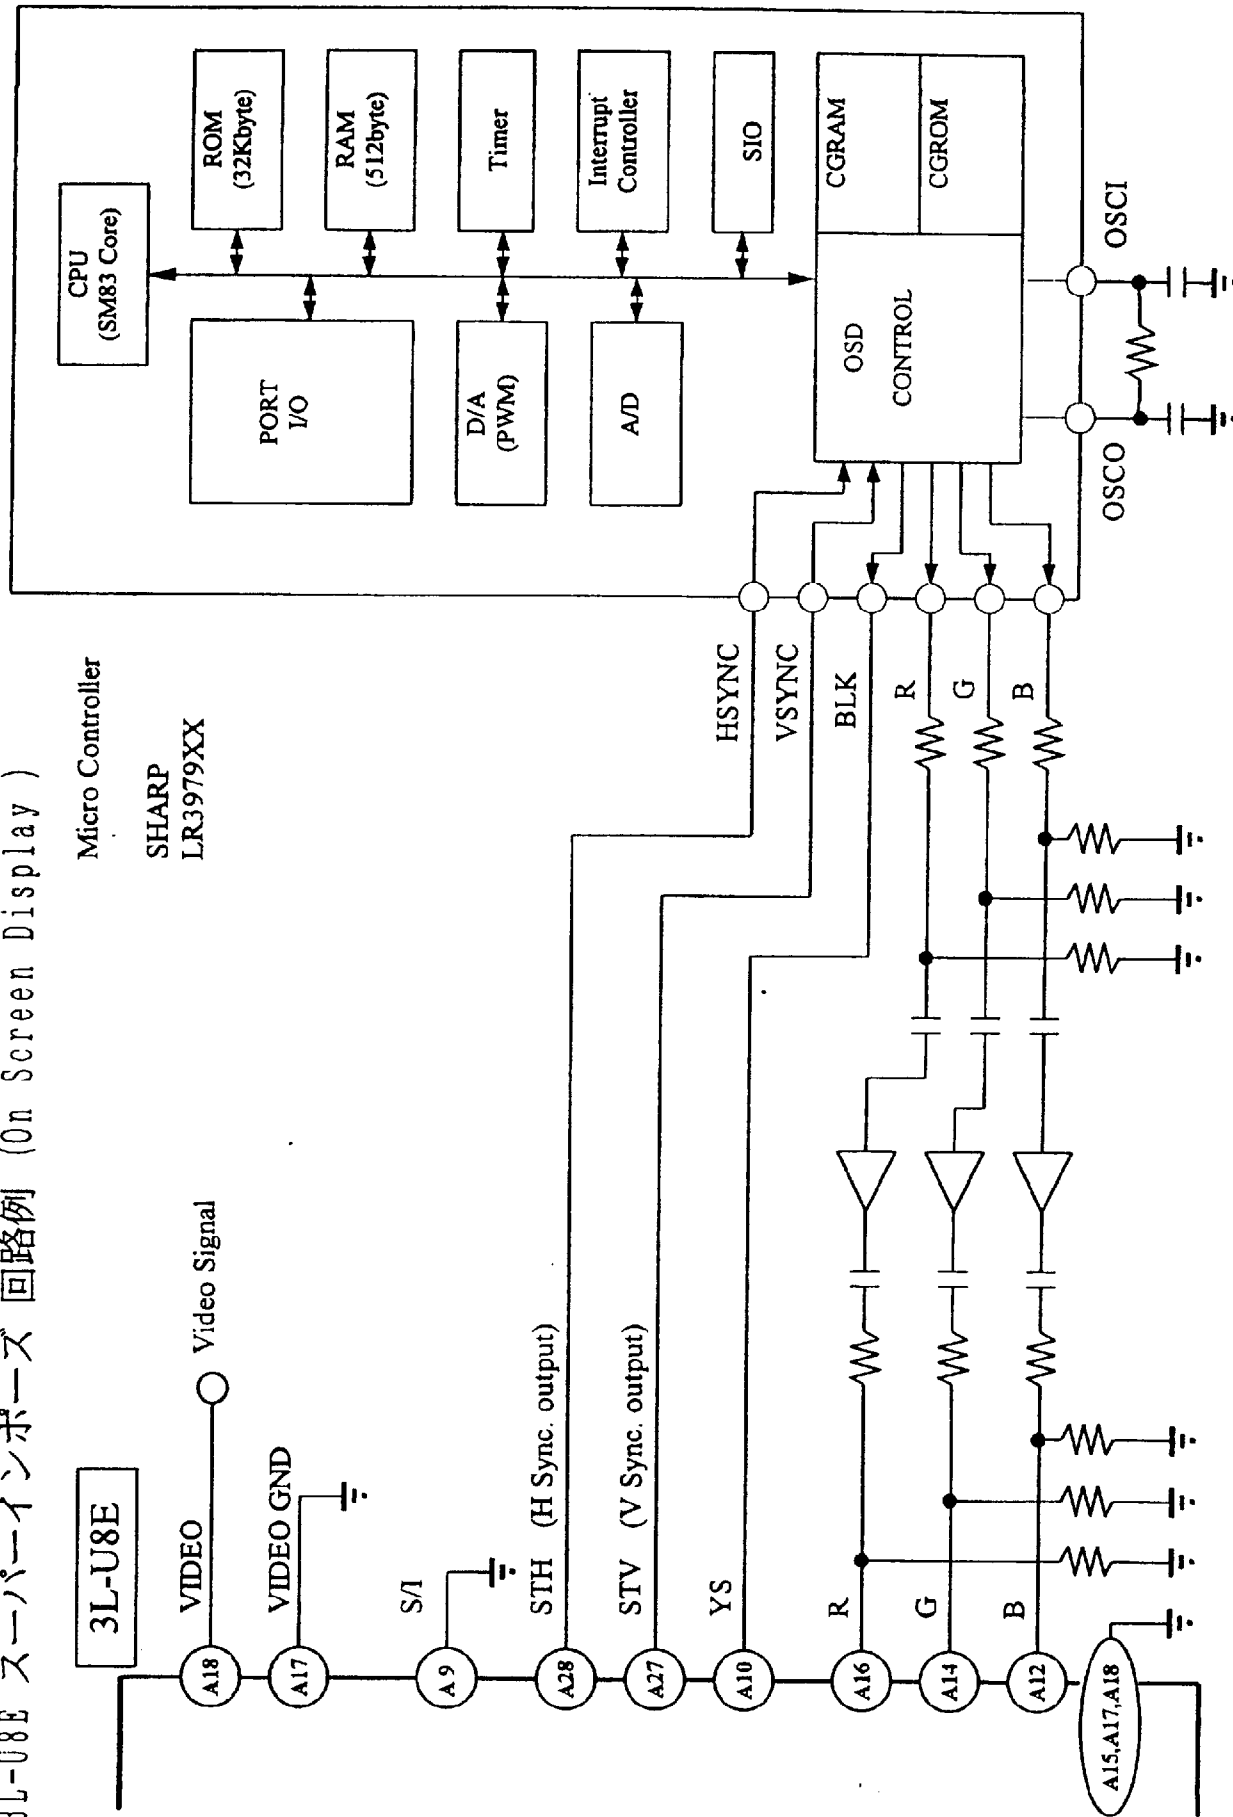 3L-U8E スーパーインポーズ 回路例 (On Screen Display )
3L-U8E
Micro Controller
SHARP
LR3979XX
VIDEO
Video Signal
VIDEO GND
S/I
STH (H Sync. output)
STV (V Sync. output)
YS
R
G
B
A18
A17
A 9
A28
A27
A10
A16
A14
A12
A15,A17,A18
HSYNC
VSYNC
BLK
R
G
B
CPU
(SM83 Core)
PORT
I/O
ROM
(32Kbyte)
RAM
(512byte)
D/A
(PWM)
Timer
A/D
Interrupt
Controller
SIO
OSD
CONTROL
CGRAM
CGROM
OSCO
OSCI